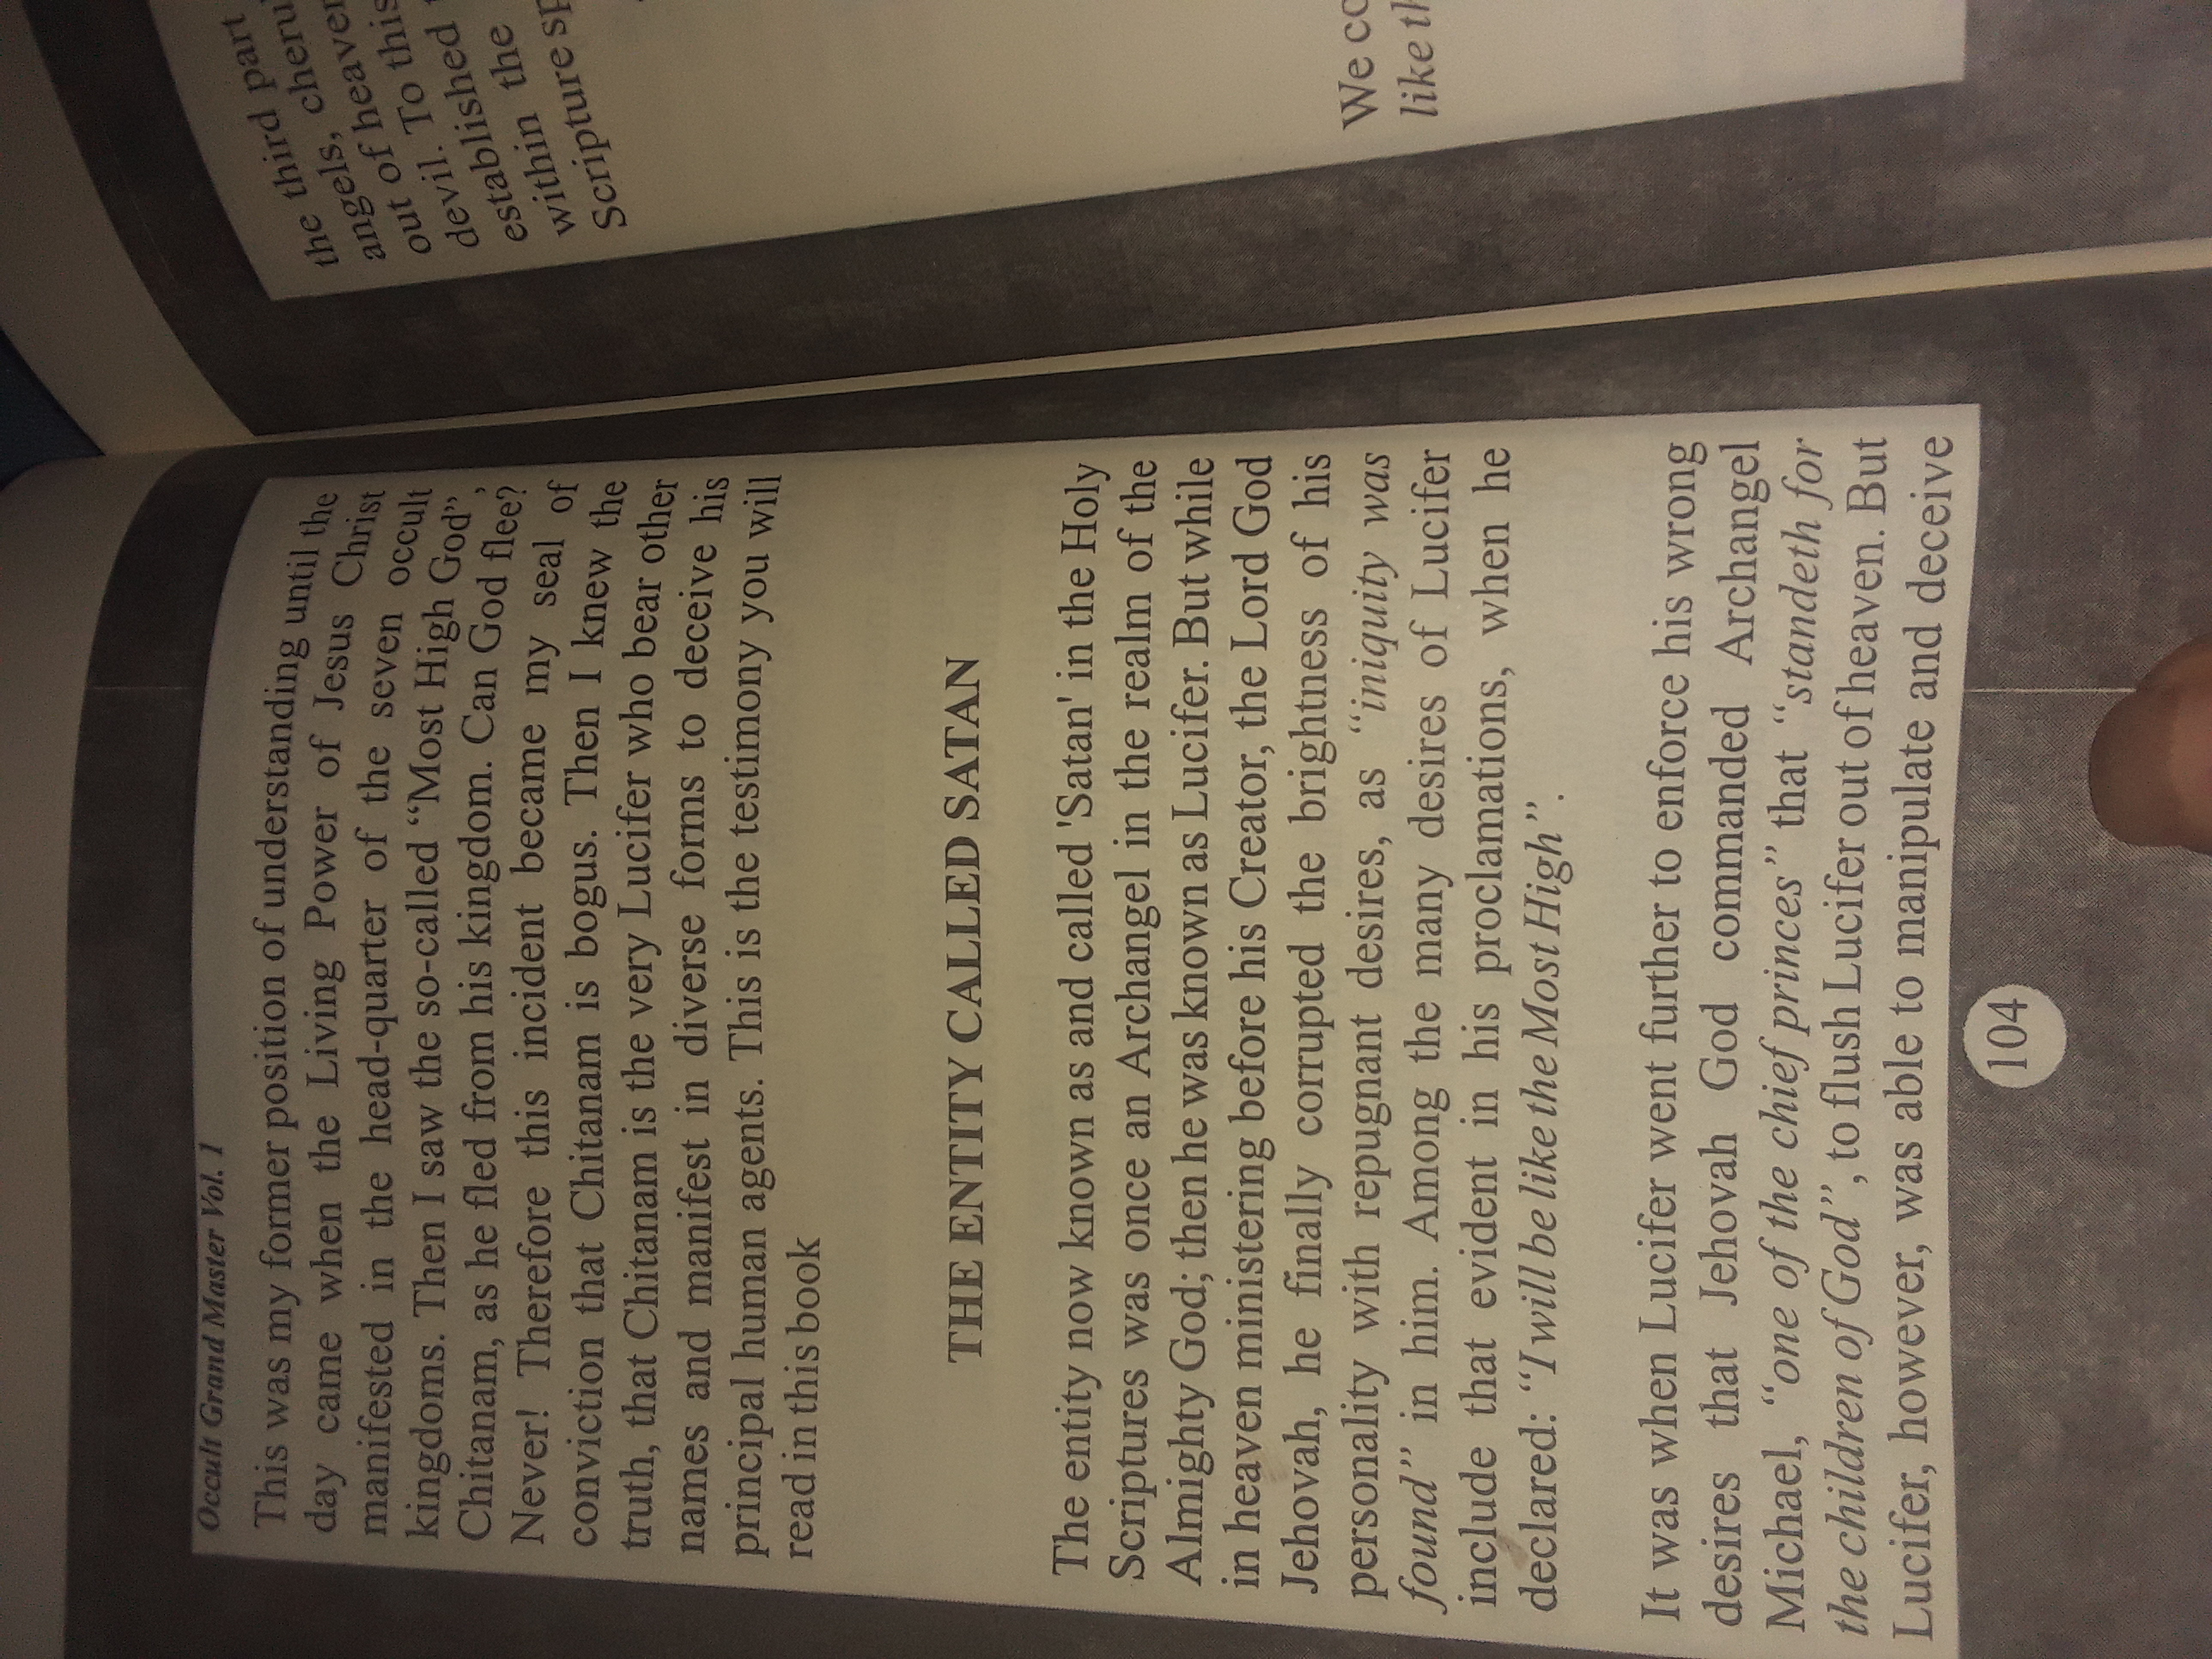 Occult Grand Master Vol. 1
This was my former position of understanding until the
day came when the Living Power of Jesus Christ
manifested in the head-quarter of the seven occult
kingdoms. Then I saw the so-called “Most High God”,
Chitanam, as he fled from his kingdom. Can God flee?
Never! Therefore this incident became my seal of
conviction that Chitanam is bogus. Then I knew the
truth, that Chitanam is the very Lucifer who bear other
names and manifest in diverse forms to deceive his
principal human agents. This is the testimony you will
read in this book
THE ENTITY CALLED SATAN
The entity now known as and called 'Satan' in the Holy
Scriptures was once an Archangel in the realm of the
Almighty God; then he was known as Lucifer. But while
in heaven ministering before his Creator, the Lord God
Jehovah, he finally corrupted the brightness of his
personality with repugnant desires, as “iniquity was
found” in him. Among the many desires of Lucifer
include that evident in his proclamations, when he
declared: “I will be like the Most High”.
It was when Lucifer went further to enforce his wrong
desires that Jehovah God commanded Archangel
Michael, “one of the chief princes” that “standeth for
the children of God”, to flush Lucifer out of heaven. But
Lucifer, however, was able to manipulate and deceive
104
the third part
angels,
out of
devil. To this
established
within the
Scripture
We
like